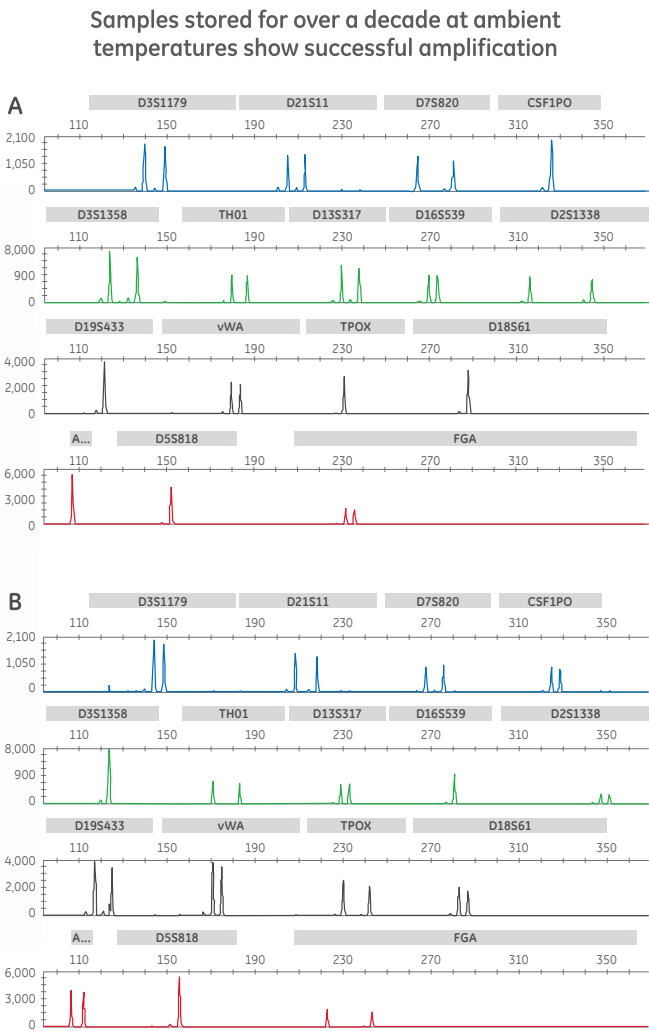 Samples stored for over a decade at ambient
temperatures show successful amplification
A
D3S1179 D21S11 D7S820 CSF1PO
110 150 190 230 270 310 350
2,100
1,050
0
D3S1358 TH01 D13S317 D16S539 D2S1338
110 150 190 230 270 310 350
8,000
900
0
D19S433 vWA TPOX D18S61
110 150 190 230 270 310 350
4,000
2,000
0
A... D5S818 FGA
110 150 190 230 270 310 350
6,000
3,000
0
B
D3S1179 D21S11 D7S820 CSF1PO
110 150 190 230 270 310 350
2,100
1,050
0
D3S1358 TH01 D13S317 D16S539 D2S1338
110 150 190 230 270 310 350
8,000
900
0
D19S433 vWA TPOX D18S61
110 150 190 230 270 310 350
4,000
2,000
0
A... D5S818 FGA
110 150 190 230 270 310 350
6,000
3,000
0